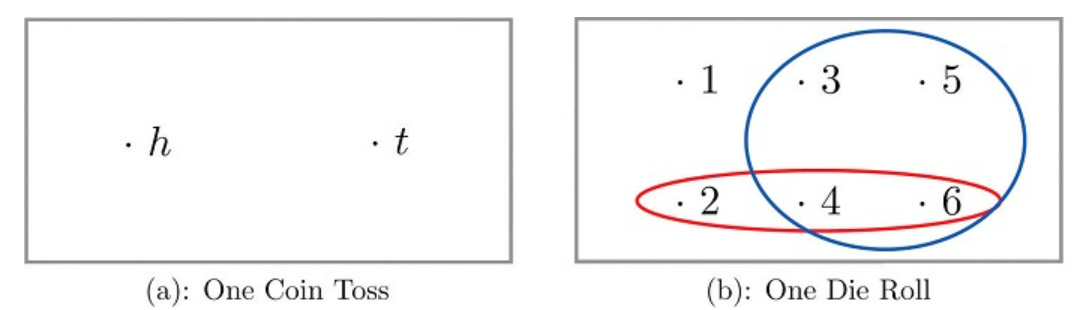 · h · t
(a): One Coin Toss
· 1 · 3 · 5
· 2 · 4 · 6
(b): One Die Roll